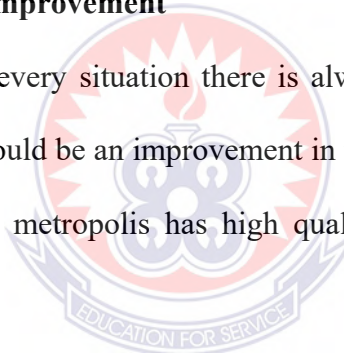 mprovement
every situation there is alw
ould be an improvement in
metropolis has high qual
EDUCATION FOR SERVICE